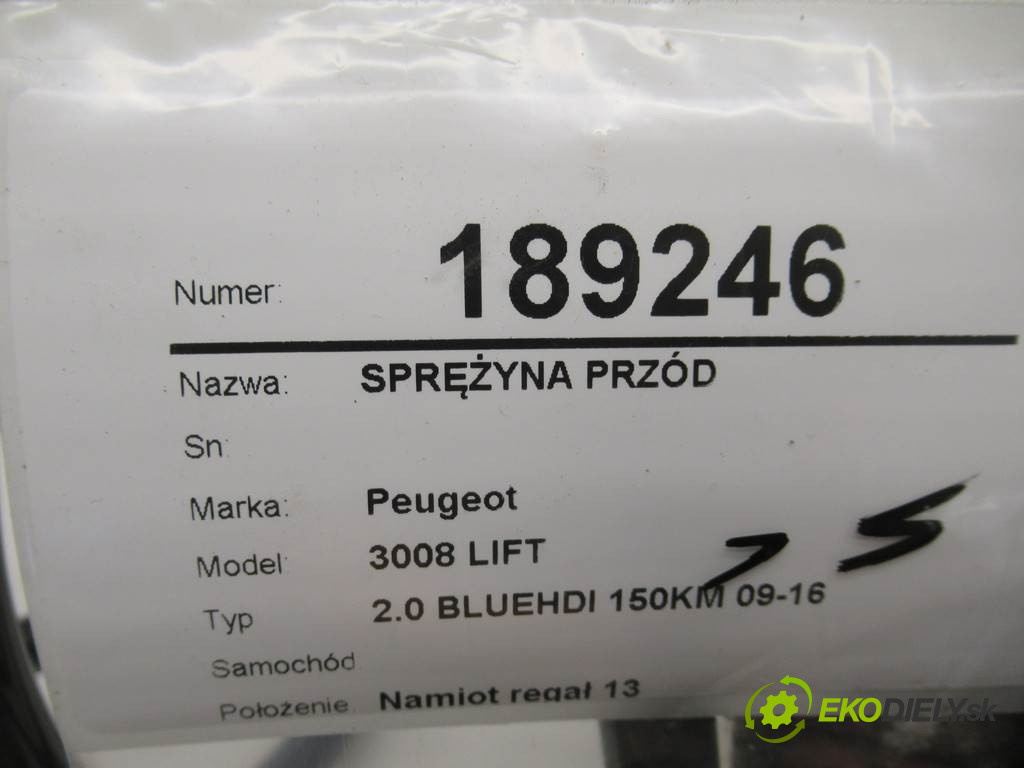 Numer: 189246
Nazwa: SPRĘŻYNA PRZÓD
Sn:
Marka: Peugeot
Model: 3008 LIFT
Typ 2.0 BLUEHDI 150KM 09-16
75
Samochód
Położenie Namiot regał 13
EKODIELY.sk